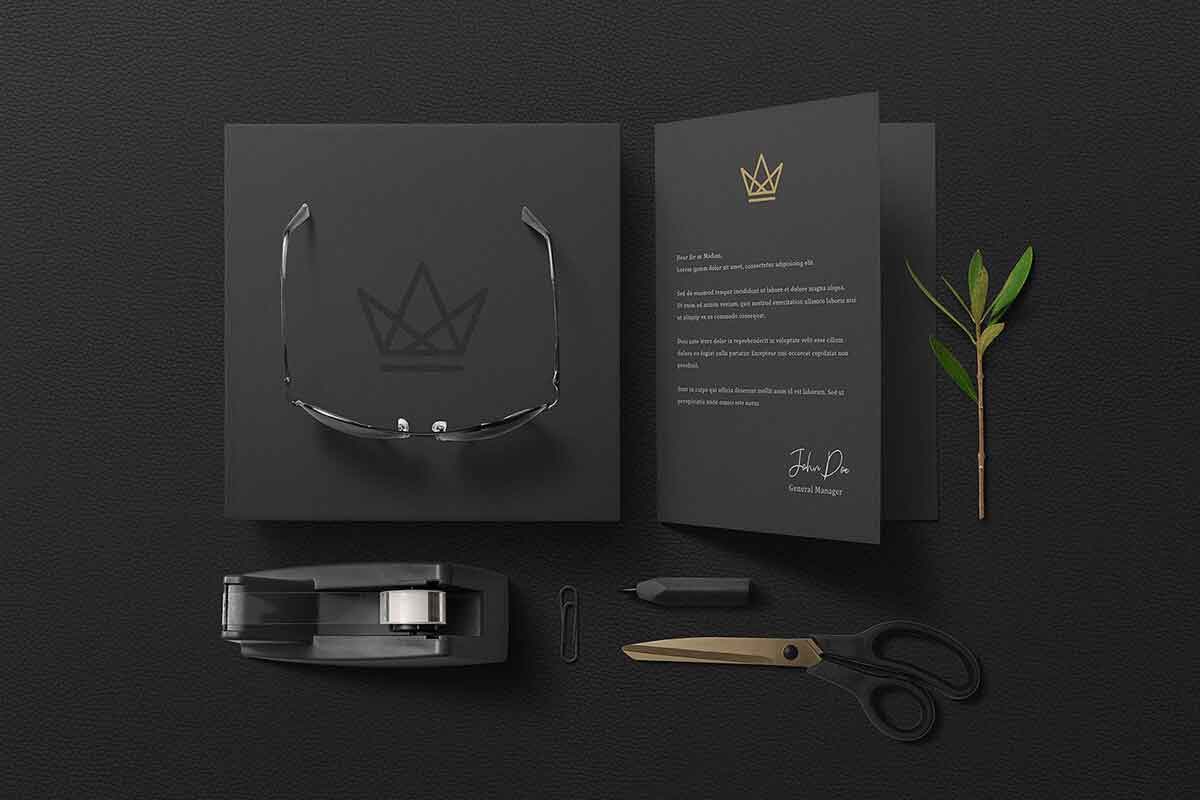 Dear Sir or Madam,
Lorem ipsum dolor sit amet, consectetur adipisicing elit.
Sed do eiusmod tempor incididunt ut labore et dolore magna aliqua.
Ut enim ad minim veniam, quis nostrud exercitation ullamco laboris nisi
ut aliquip ex ea commodo consequat.
Duis aute irure dolor in reprehenderit in voluptate velit esse cillum
dolore eu fugiat nulla pariatur. Excepteur sint occaecat cupidatat non
proident.
Sunt in culpa qui officia deserunt mollit anim id est laborum. Sed ut
perspiciatis unde omnis iste natus
John Doe
General Manager